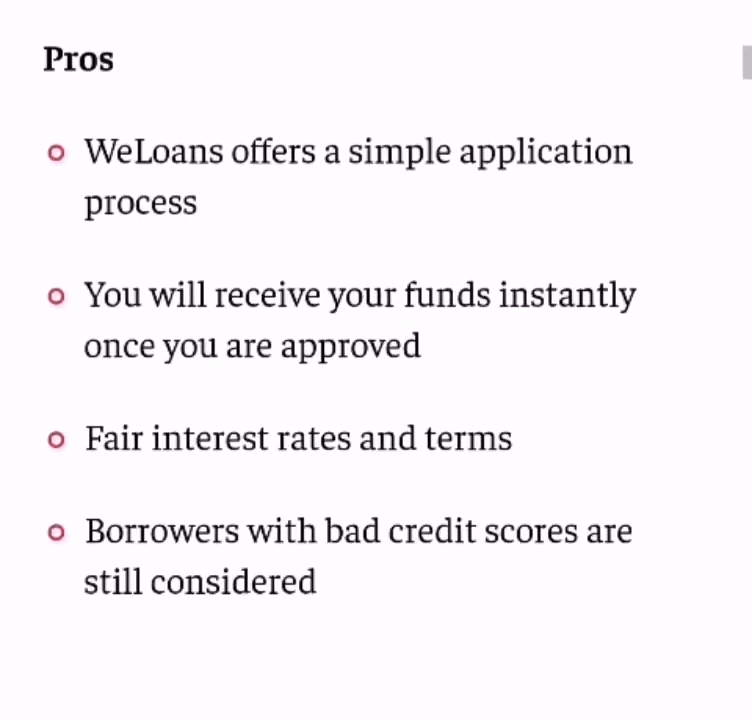 Pros
WeLoans offers a simple application
process
You will receive your funds instantly
once you are approved
Fair interest rates and terms
Borrowers with bad credit scores are
still considered